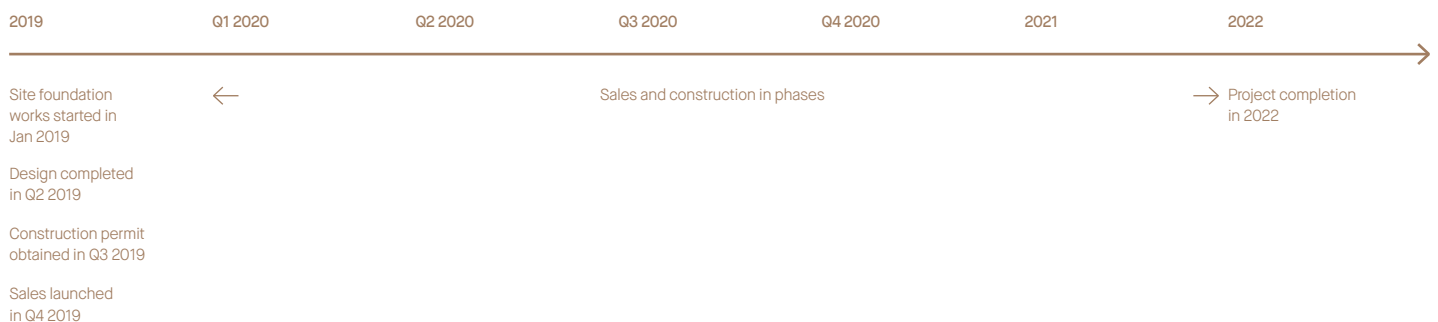 2019
Q1 2020
Q2 2020
Q3 2020
Q4 2020
2021
2022
Site foundation
works started in
Jan 2019
Design completed
in Q2 2019
Construction permit
obtained in Q3 2019
Sales launched
in Q4 2019
Sales and construction in phases
Project completion
in 2022